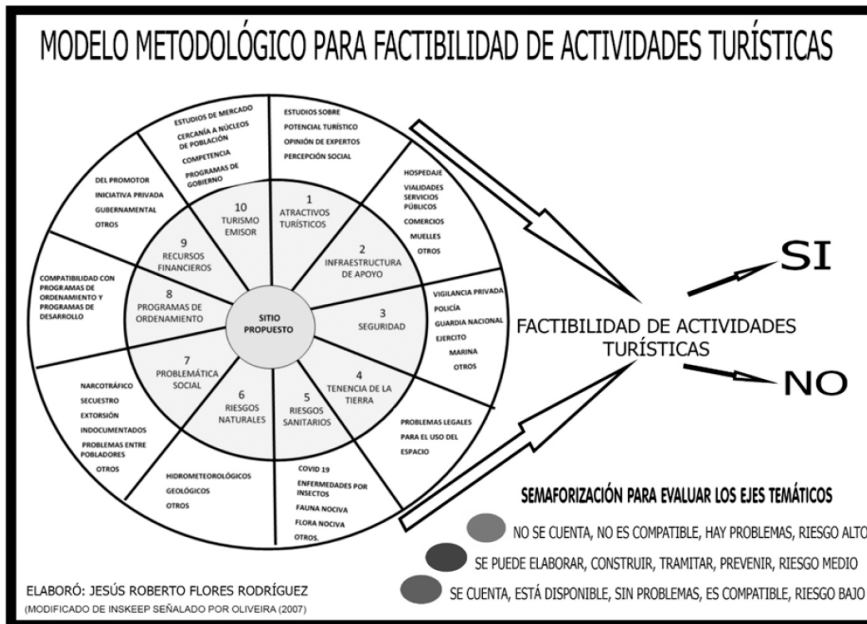 MODELO METODOLÓGICO PARA FACTIBILIDAD DE ACTIVIDADES TURÍSTICAS
ESTUDIOS SOBRE
POTENCIAL TURÍSTICO
OPINIÓN DE EXPERTOS
PERCEPCIÓN SOCIAL
1
ATRACTIVOS
TURÍSTICOS
HOSPEDAJE
VIALIDADES
SERVICIOS
PÚBLICOS
COMERCIOS
MUELLES
OTROS
2
INFRAESTRUCTURA
DE APOYO
VIGILANCIA PRIVADA
POLICÍA
GUARDIA NACIONAL
EJERCITO
MARINA
OTROS
3
SEGURIDAD
PROBLEMAS LEGALES
PARA EL USO DEL
ESPACIO
4
TENENCIA DE LA
TIERRA
COVID 19
ENFERMEDADES POR
INSECTOS
FAUNA NOCIVA
FLORA NOCIVA
OTROS.
5
RIESGOS
SANITARIOS
HIDROMETEOROLÓGICOS
GEOLÓGICOS
OTROS
6
RIESGOS
NATURALES
NARCOTRÁFICO
SECUESTRO
EXTORSIÓN
INDOCUMENTADOS
PROBLEMAS ENTRE
POBLADORES
OTROS
7
PROBLEMÁTICA
SOCIAL
COMPATIBILIDAD CON
PROGRAMAS DE
ORDENAMIENTO Y
PROGRAMAS DE
DESARROLLO
8
PROGRAMAS DE
ORDENAMIENTO
DEL PROMOTOR
INICIATIVA PRIVADA
GUBERNAMENTAL
OTROS
9
RECURSOS
FINANCIEROS
ESTUDIOS DE MERCADO
CERCANÍA A NÚCLEOS
DE POBLACIÓN
COMPETENCIA
PROGRAMAS DE
GOBIERNO
10
TURISMO
EMISOR
SITIO
PROPUESTO
FACTIBILIDAD DE ACTIVIDADES
TURÍSTICAS
SI
NO
SEMAFORIZACIÓN PARA EVALUAR LOS EJES TEMÁTICOS
NO SE CUENTA, NO ES COMPATIBLE, HAY PROBLEMAS, RIESGO ALTO
SE PUEDE ELABORAR, CONSTRUIR, TRAMITAR, PREVENIR, RIESGO MEDIO
SE CUENTA, ESTÁ DISPONIBLE, SIN PROBLEMAS, ES COMPATIBLE, RIESGO BAJO
ELABORÓ: JESÚS ROBERTO FLORES RODRÍGUEZ
(MODIFICADO DE INSKEEP SEÑALADO POR OLIVEIRA (2007)